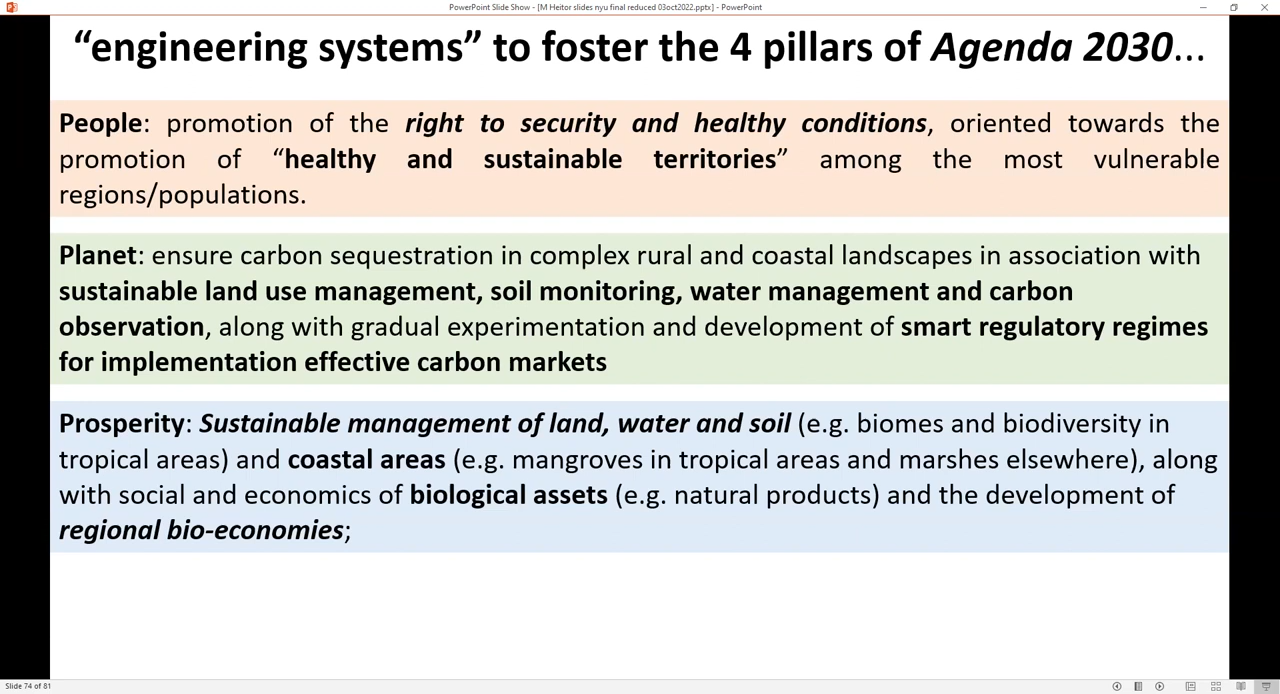 PowerPoint Slide Show - [M Heitor slides nyu final reduced 03oct2022.pptx] - PowerPoint
“engineering systems” to foster the 4 pillars of Agenda 2030...
People: promotion of the right to security and healthy conditions, oriented towards the
promotion of “healthy and sustainable territories” among the most vulnerable
regions/populations.
Planet: ensure carbon sequestration in complex rural and coastal landscapes in association with
sustainable land use management, soil monitoring, water management and carbon
observation, along with gradual experimentation and development of smart regulatory regimes
for implementation effective carbon markets
Prosperity: Sustainable management of land, water and soil (e.g. biomes and biodiversity in
tropical areas) and coastal areas (e.g. mangroves in tropical areas and marshes elsewhere), along
with social and economics of biological assets (e.g. natural products) and the development of
regional bio-economies;
Slide 74 of 81